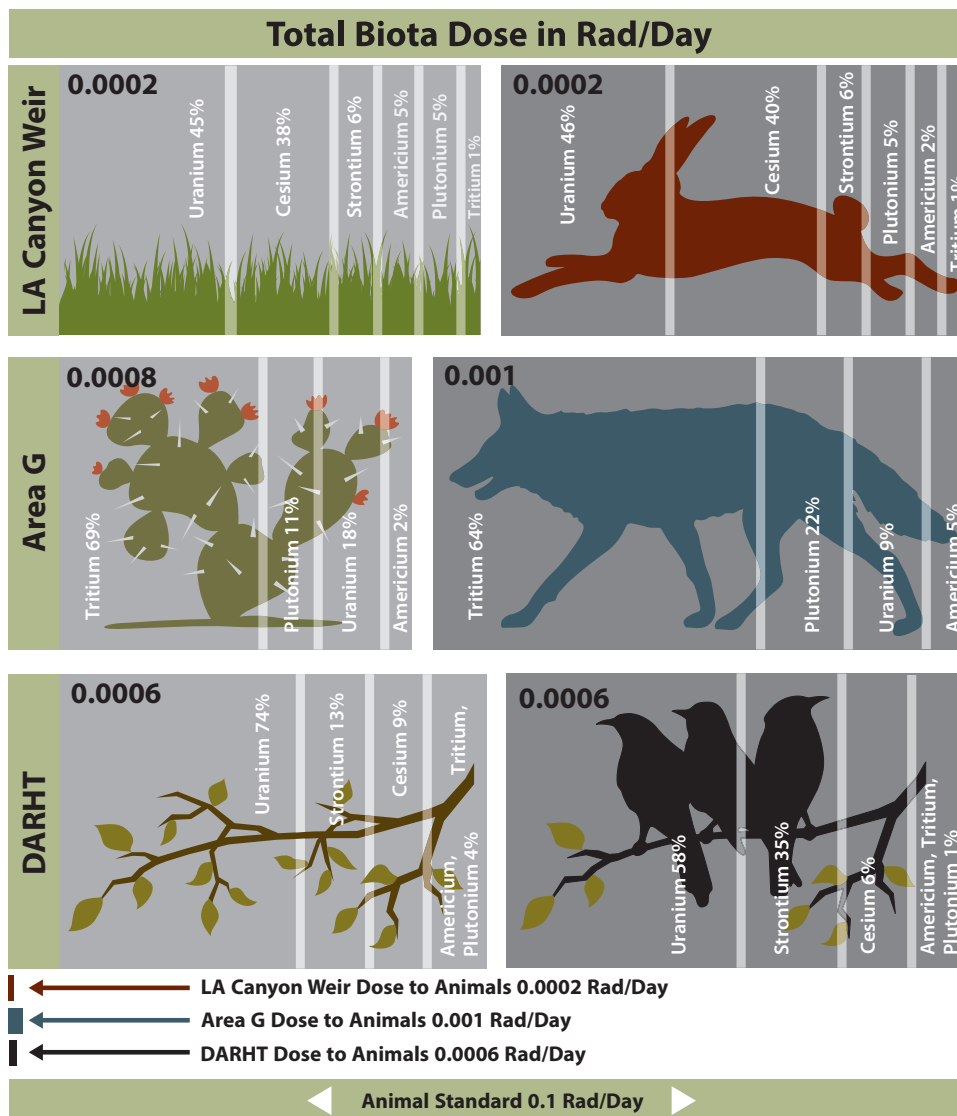 Total Biota Dose in Rad/Day
LA Canyon Weir
0.0002
Uranium 45%
Cesium 38%
Strontium 6%
Americium 5%
Plutonium 5%
Tritium 1%
0.0002
Uranium 46%
Cesium 40%
Strontium 6%
Plutonium 5%
Americium 2%
Tritium 1%
Area G
0.0008
Tritium 69%
Plutonium 11%
Uranium 18%
Americium 2%
0.001
Tritium 64%
Plutonium 22%
Uranium 9%
Americium 5%
DARHT
0.0006
Uranium 74%
Strontium 13%
Cesium 9%
Tritium,
Americium,
Plutonium 4%
0.0006
Uranium 58%
Strontium 35%
Cesium 6%
Americium, Tritium,
Plutonium 1%
LA Canyon Weir Dose to Animals 0.0002 Rad/Day
Area G Dose to Animals 0.001 Rad/Day
DARHT Dose to Animals 0.0006 Rad/Day
Animal Standard 0.1 Rad/Day